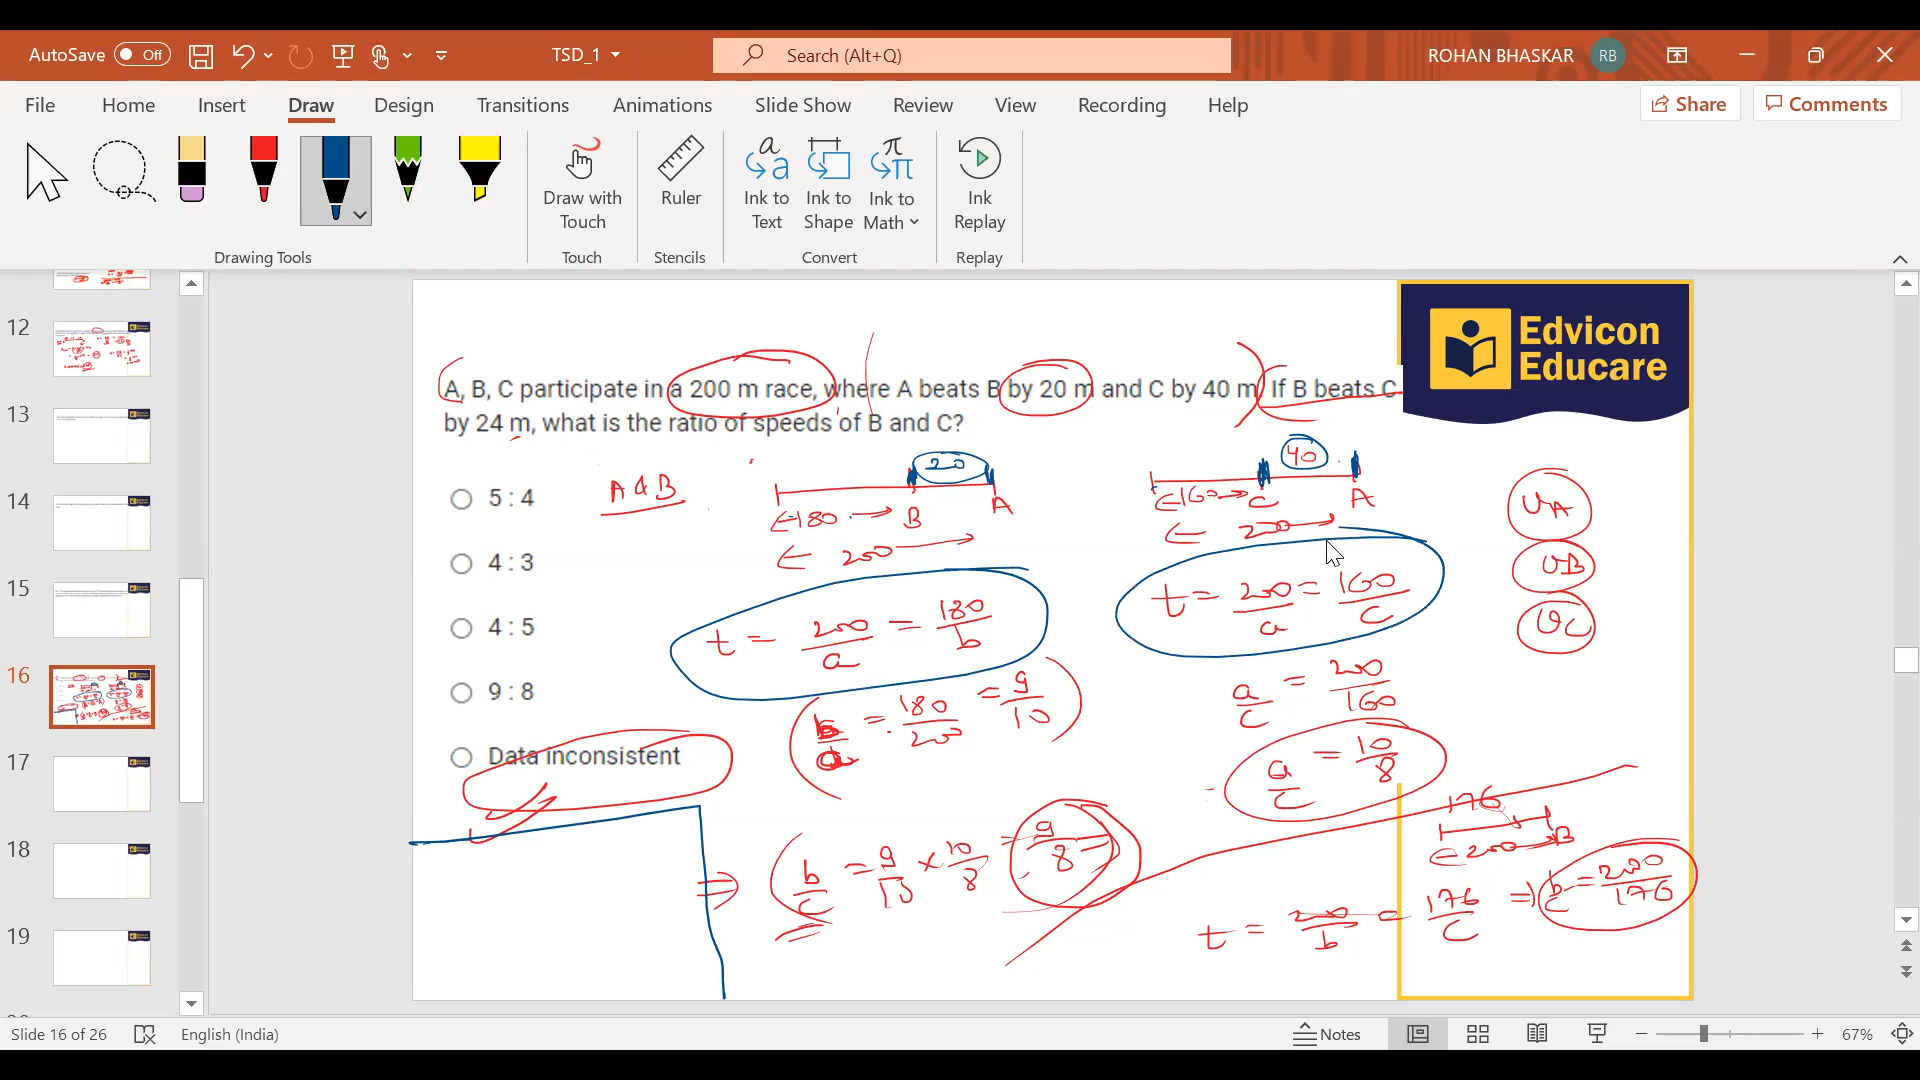 AutoSave Off TSD_1 Search (Alt+Q) ROHAN BHASKAR RB
File Home Insert Draw Design Transitions Animations Slide Show Review View Recording Help Share Comments
Draw with Touch
Ruler
Ink to Text
Ink to Shape
Ink to Math
Ink Replay
Drawing Tools Touch Stencils Convert Replay
12
13
14
15
16
17
18
19
Edvicon
Educare
A, B, C participate in a 200 m race, where A beats B by 20 m and C by 40 m. If B beats C
by 24 m, what is the ratio of speeds of B and C?
5 : 4
4 : 3
4 : 5
9 : 8
Data inconsistent
A & B
20
180 B A
200
t = 200/a = 180/b
b/a = 180/200 = 9/10
40
160 C A
200
t = 200/a = 160/c
a/c = 200/160
a/c = 10/8
VA
VB
VC
⇒ b/c = 9/10 × 10/8 = 9/8
176
200 B
t = 200/b = 176/c ⇒ b/c = 200/176
Slide 16 of 26 English (India) Notes 67%